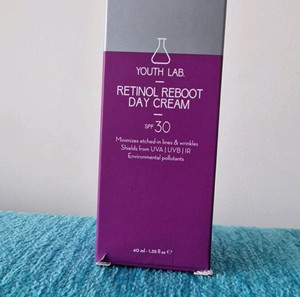 YOUTH LAB.
RETINOL REBOOT
DAY CREAM
SPF 30
Minimizes etched-in lines & wrinkles
Shields from UVA | UVB | IR
Environmental pollutants
40 ml · 1.35 fl oz ℮